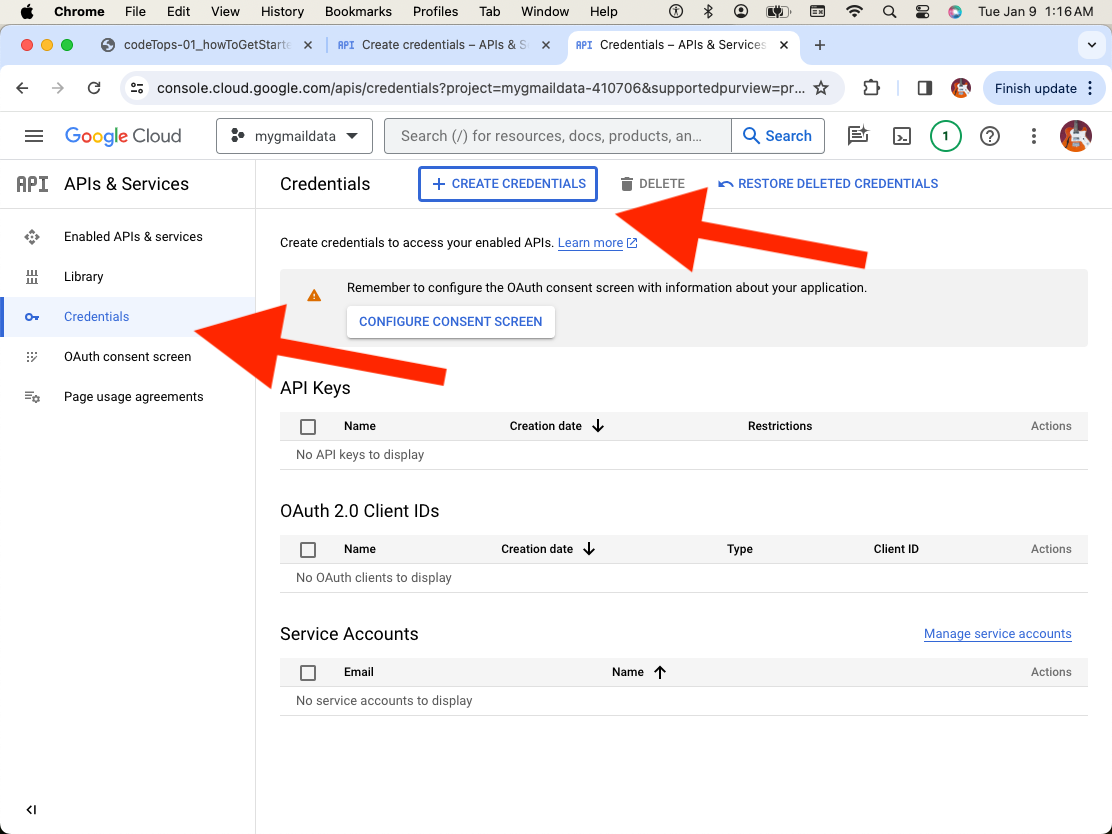 Chrome File Edit View History Bookmarks Profiles Tab Window Help Tue Jan 9 1:16 AM
codeTops-01_howToGetStarte Create credentials – APIs & S Credentials – APIs & Services
console.cloud.google.com/apis/credentials?project=mygmaildata-410706&supportedpurview=pr... Finish update
Google Cloud mygmaildata Search (/) for resources, docs, products, an... Search 1
API APIs & Services Credentials + CREATE CREDENTIALS DELETE RESTORE DELETED CREDENTIALS
Enabled APIs & services
Library
Credentials
OAuth consent screen
Page usage agreements
Create credentials to access your enabled APIs. Learn more
Remember to configure the OAuth consent screen with information about your application.
CONFIGURE CONSENT SCREEN
API Keys
Name Creation date Restrictions Actions
No API keys to display
OAuth 2.0 Client IDs
Name Creation date Type Client ID Actions
No OAuth clients to display
Service Accounts Manage service accounts
Email Name Actions
No service accounts to display